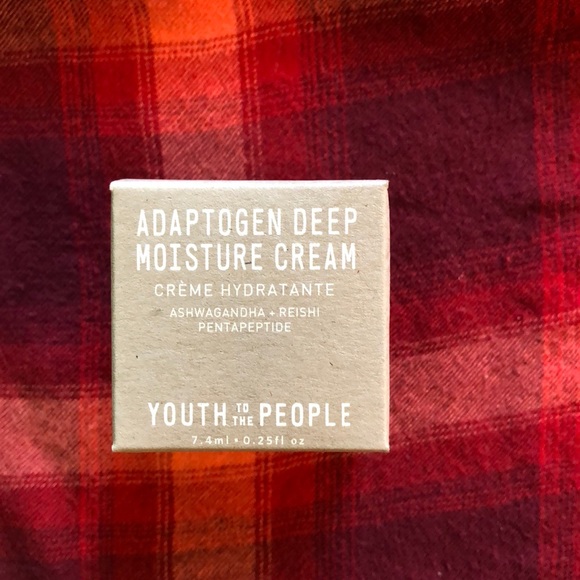 ADAPTOGEN DEEP
MOISTURE CREAM
CRÈME HYDRATANTE
ASHWAGANDHA + REISHI
PENTAPEPTIDE
YOUTH TO THE PEOPLE
7.4ml • 0.25fl oz